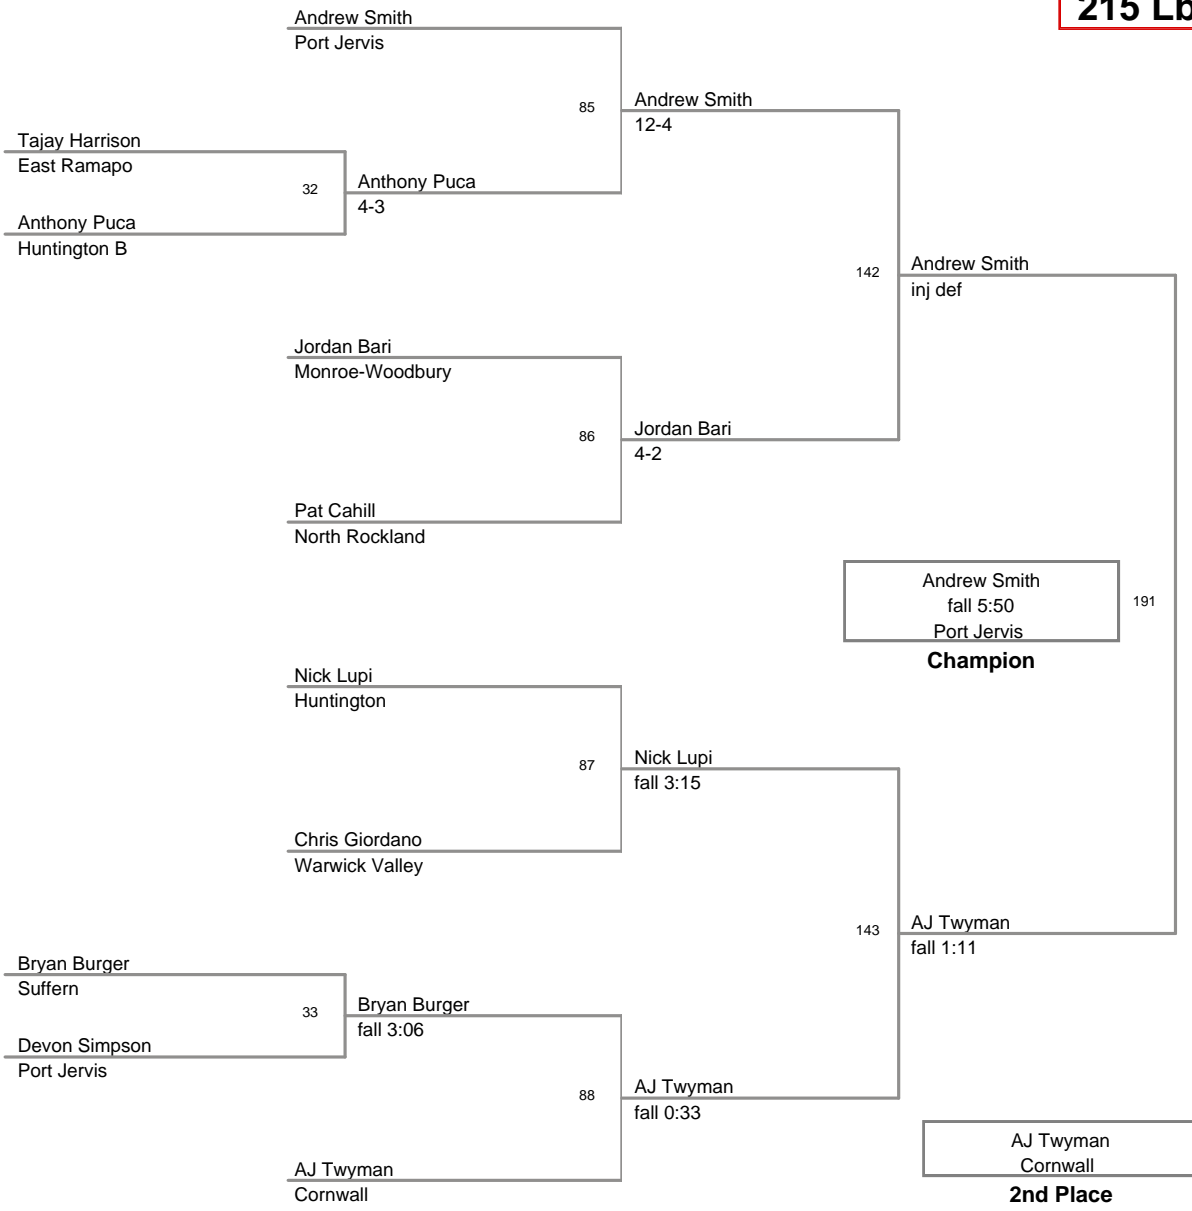 215 Lb
Andrew Smith
Port Jervis
85
Andrew Smith
12-4
Tajay Harrison
East Ramapo
32
Anthony Puca
4-3
Anthony Puca
Huntington B
142
Andrew Smith
inj def
Jordan Bari
Monroe-Woodbury
86
Jordan Bari
4-2
Pat Cahill
North Rockland
Andrew Smith
fall 5:50
Port Jervis
191
Champion
Nick Lupi
Huntington
87
Nick Lupi
fall 3:15
Chris Giordano
Warwick Valley
143
AJ Twyman
fall 1:11
Bryan Burger
Suffern
33
Bryan Burger
fall 3:06
Devon Simpson
Port Jervis
88
AJ Twyman
fall 0:33
AJ Twyman
Cornwall
AJ Twyman
Cornwall
2nd Place